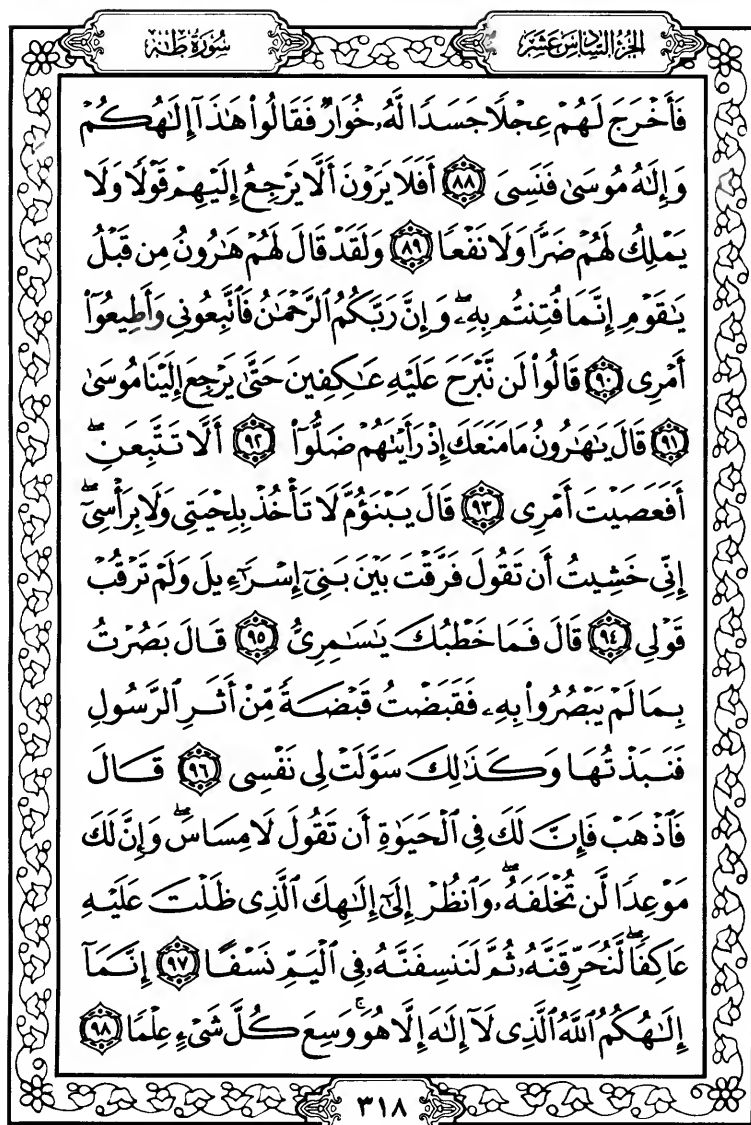 الجزء السادس عشر
سورة طه
فَأَخْرَجَ لَهُمْ عِجْلًا جَسَدًا لَّهُۥ خُوَارٌ فَقَالُوا۟ هَٰذَآ إِلَٰهُكُمْ
وَإِلَٰهُ مُوسَىٰ فَنَسِىَ ٨٨ أَفَلَا يَرَوْنَ أَلَّا يَرْجِعُ إِلَيْهِمْ قَوْلًا وَلَا
يَمْلِكُ لَهُمْ ضَرًّا وَلَا نَفْعًا ٨٩ وَلَقَدْ قَالَ لَهُمْ هَٰرُونُ مِن قَبْلُ
يَٰقَوْمِ إِنَّمَا فُتِنتُم بِهِۦ ۖ وَإِنَّ رَبَّكُمُ ٱلرَّحْمَٰنُ فَٱتَّبِعُونِى وَأَطِيعُوٓا۟
أَمْرِى ٩٠ قَالُوا۟ لَن نَّبْرَحَ عَلَيْهِ عَٰكِفِينَ حَتَّىٰ يَرْجِعَ إِلَيْنَا مُوسَىٰ
٩١ قَالَ يَٰهَٰرُونُ مَا مَنَعَكَ إِذْ رَأَيْتَهُمْ ضَلُّوٓا۟ ٩٢ أَلَّا تَتَّبِعَنِ ۖ
أَفَعَصَيْتَ أَمْرِى ٩٣ قَالَ يَبْنَؤُمَّ لَا تَأْخُذْ بِلِحْيَتِى وَلَا بِرَأْسِىٓ ۖ
إِنِّى خَشِيتُ أَن تَقُولَ فَرَّقْتَ بَيْنَ بَنِىٓ إِسْرَٰٓءِيلَ وَلَمْ تَرْقُبْ
قَوْلِى ٩٤ قَالَ فَمَا خَطْبُكَ يَٰسَٰمِرِىُّ ٩٥ قَالَ بَصُرْتُ
بِمَا لَمْ يَبْصُرُوا۟ بِهِۦ فَقَبَضْتُ قَبْضَةً مِّنْ أَثَرِ ٱلرَّسُولِ
فَنَبَذْتُهَا وَكَذَٰلِكَ سَوَّلَتْ لِى نَفْسِى ٩٦ قَالَ
فَٱذْهَبْ فَإِنَّ لَكَ فِى ٱلْحَيَوٰةِ أَن تَقُولَ لَا مِسَاسَ ۖ وَإِنَّ لَكَ
مَوْعِدًا لَّن تُخْلَفَهُۥ ۖ وَٱنظُرْ إِلَىٰٓ إِلَٰهِكَ ٱلَّذِى ظَلْتَ عَلَيْهِ
عَاكِفًا ۖ لَّنُحَرِّقَنَّهُۥ ثُمَّ لَنَنسِفَنَّهُۥ فِى ٱلْيَمِّ نَسْفًا ٩٧ إِنَّمَآ
إِلَٰهُكُمُ ٱللَّهُ ٱلَّذِى لَآ إِلَٰهَ إِلَّا هُوَ ۚ وَسِعَ كُلَّ شَىْءٍ عِلْمًا ٩٨
٣١٨